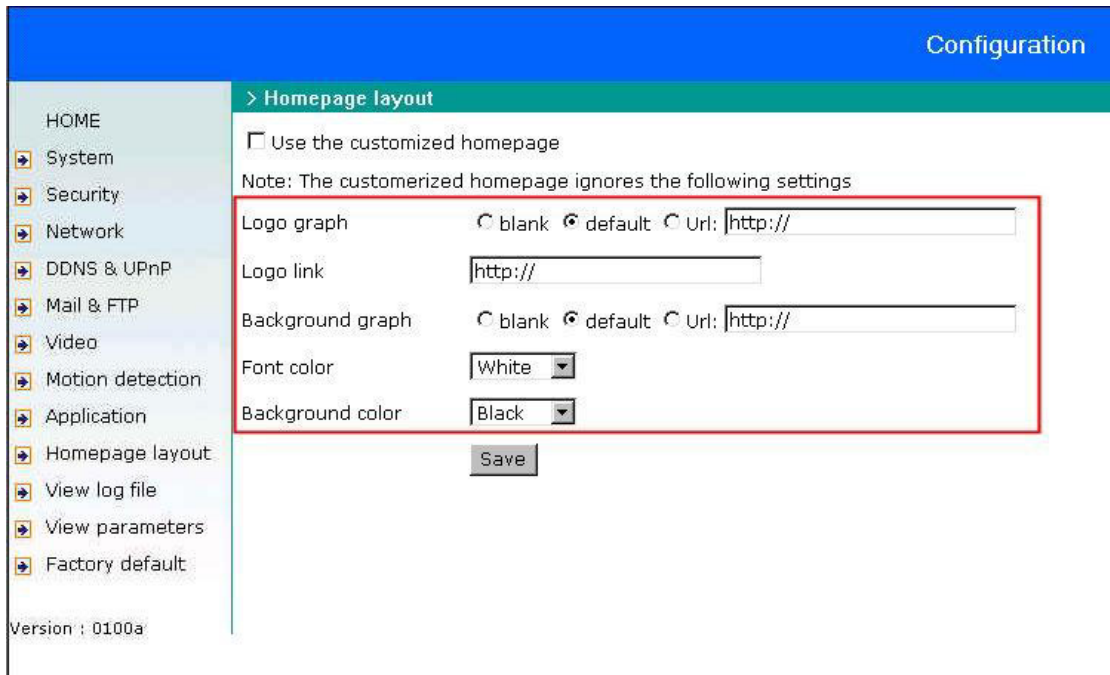 Configuration
HOME
System
Security
Network
DDNS & UPnP
Mail & FTP
Video
Motion detection
Application
Homepage layout
View log file
View parameters
Factory default
Version : 0100a
> Homepage layout
Use the customized homepage
Note: The customerized homepage ignores the following settings
Logo graph blank default Url: http://
Logo link http://
Background graph blank default Url: http://
Font color White
Background color Black
Save